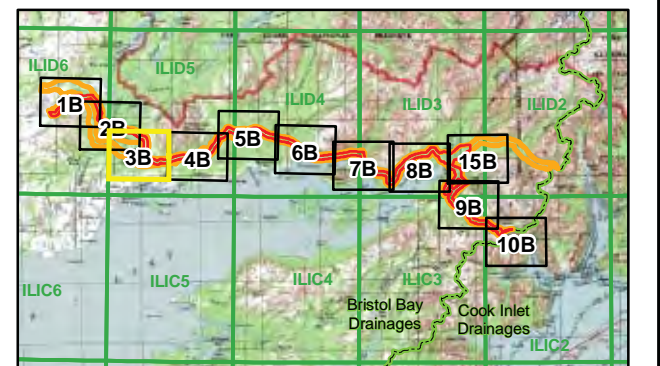 ILID6
ILID5
ILID4
ILID3
ILID2
1B
2B
3B
4B
5B
6B
7B
8B
15B
9B
10B
ILIC6
ILIC5
ILIC4
ILIC3
Bristol Bay
Drainages
Cook Inlet
Drainages
ILIC2